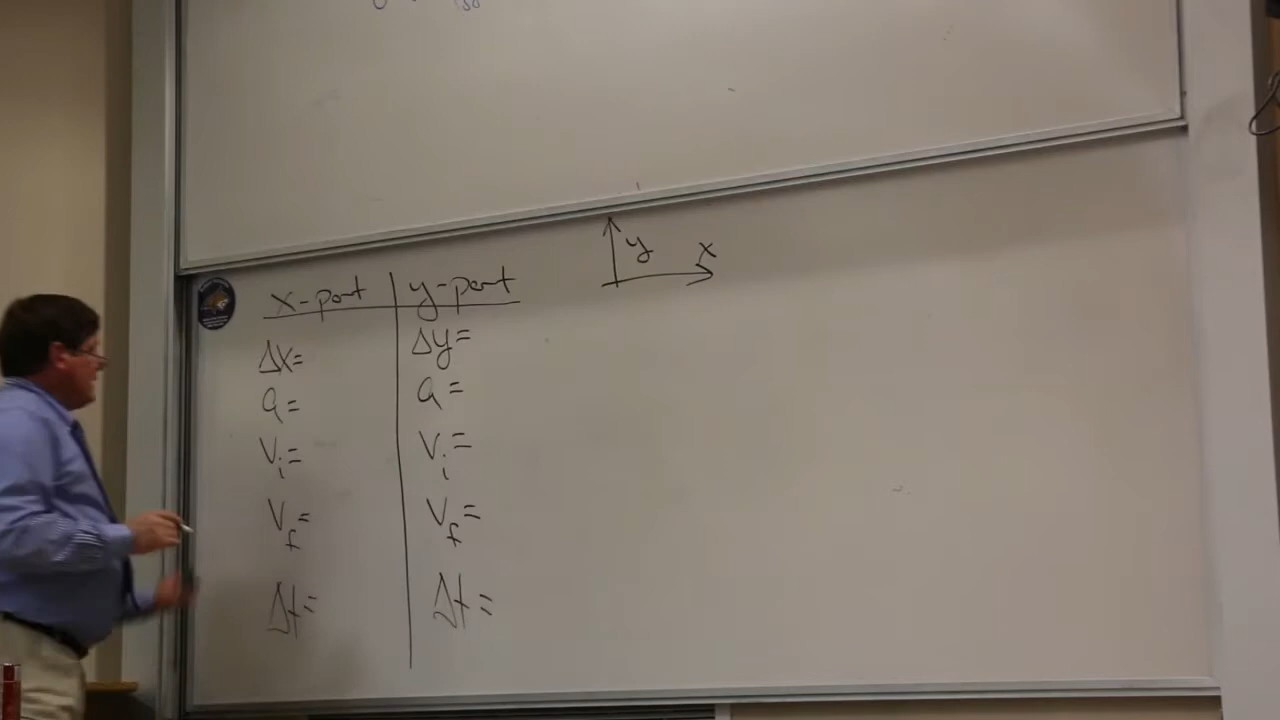 x-part y-part
Δx= Δy=
a= a=
Vi= Vi=
Vf= Vf=
Δt= Δt=
y x